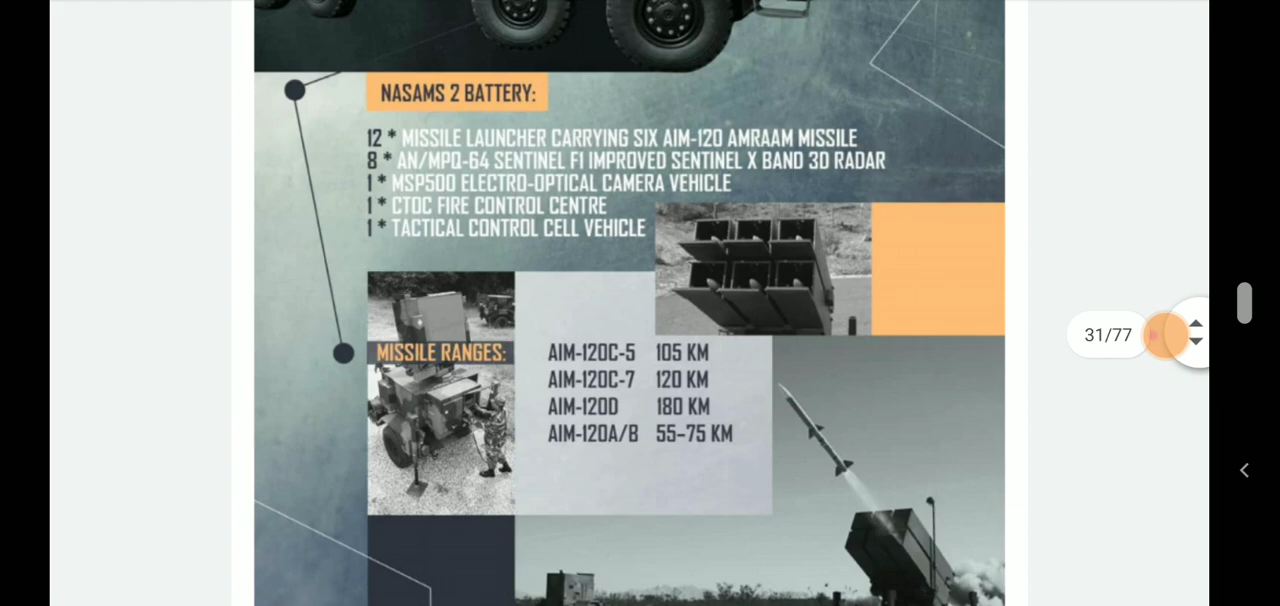 NASAMS 2 BATTERY:
12 * MISSILE LAUNCHER CARRYING SIX AIM-120 AMRAAM MISSILE
8 * AN/MPQ-64 SENTINEL F1 IMPROVED SENTINEL X BAND 3D RADAR
1 * MSP500 ELECTRO-OPTICAL CAMERA VEHICLE
1 * CTOC FIRE CONTROL CENTRE
1 * TACTICAL CONTROL CELL VEHICLE
MISSILE RANGES:
AIM-120C-5 105 KM
AIM-120C-7 120 KM
AIM-120D 180 KM
AIM-120A/B 55-75 KM
31/77